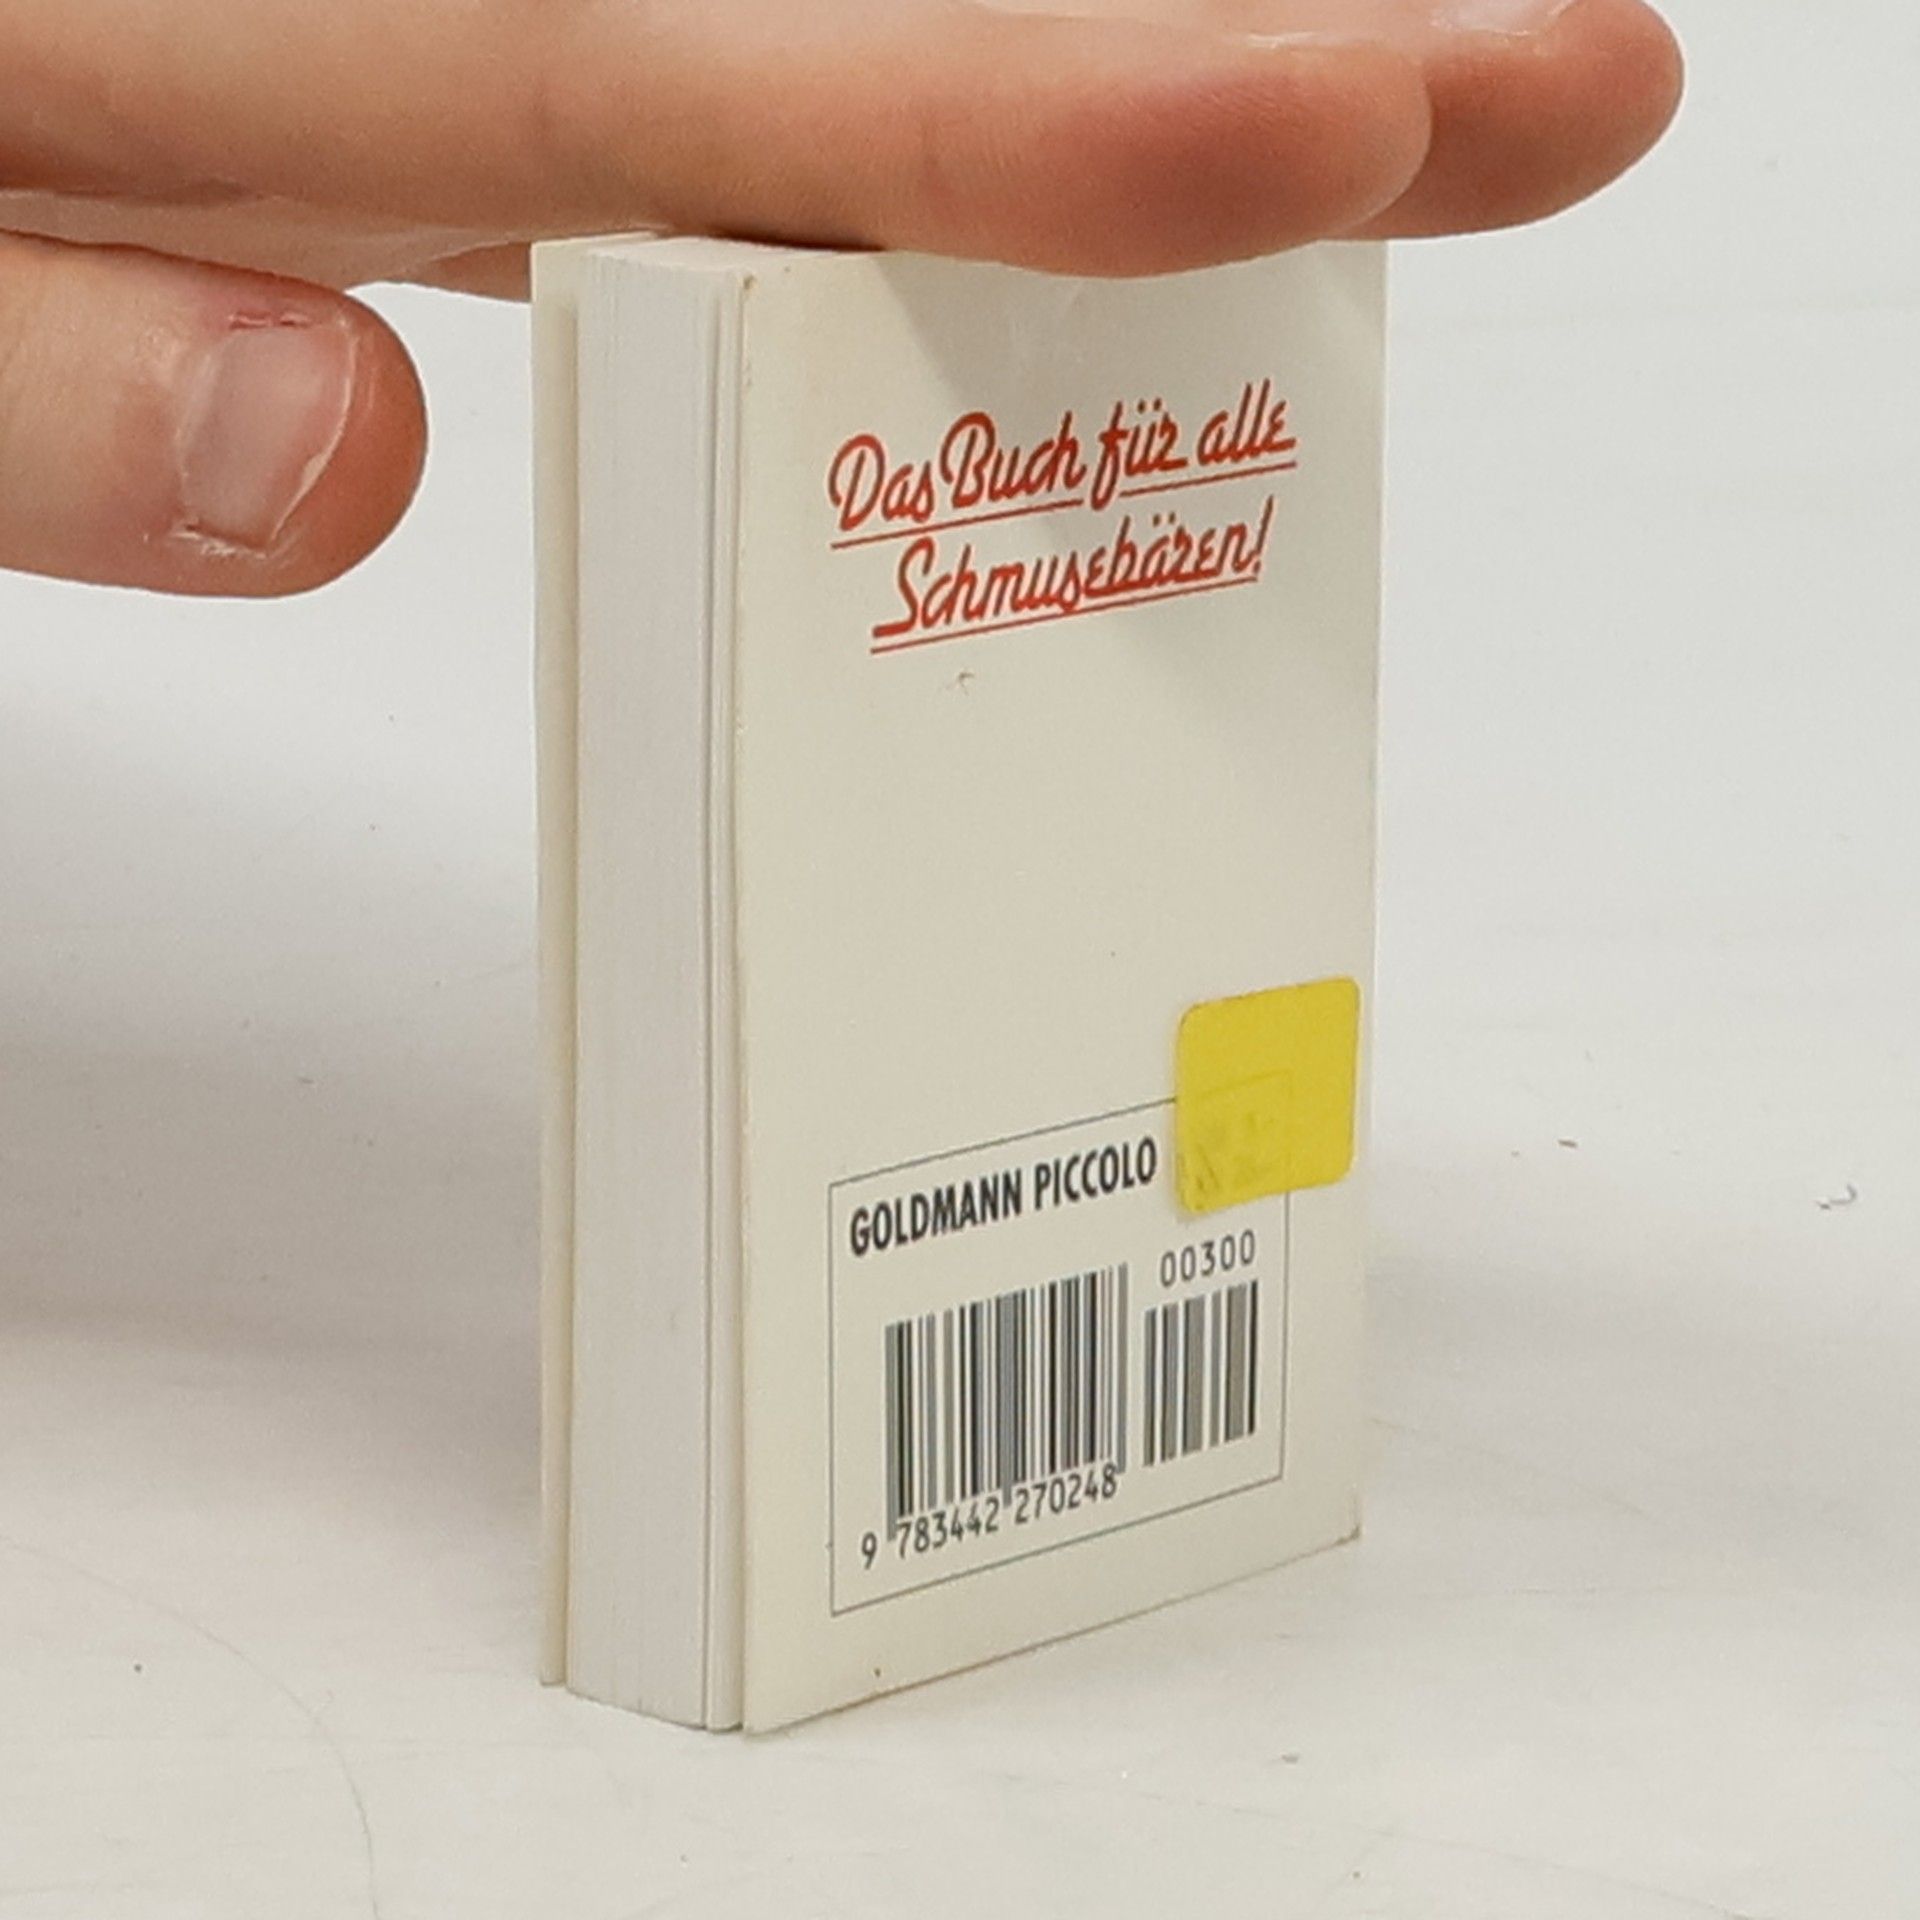 Das Buch für alle
Schmusebären!
GOLDMANN PICCOLO
00300
9 783442 270248